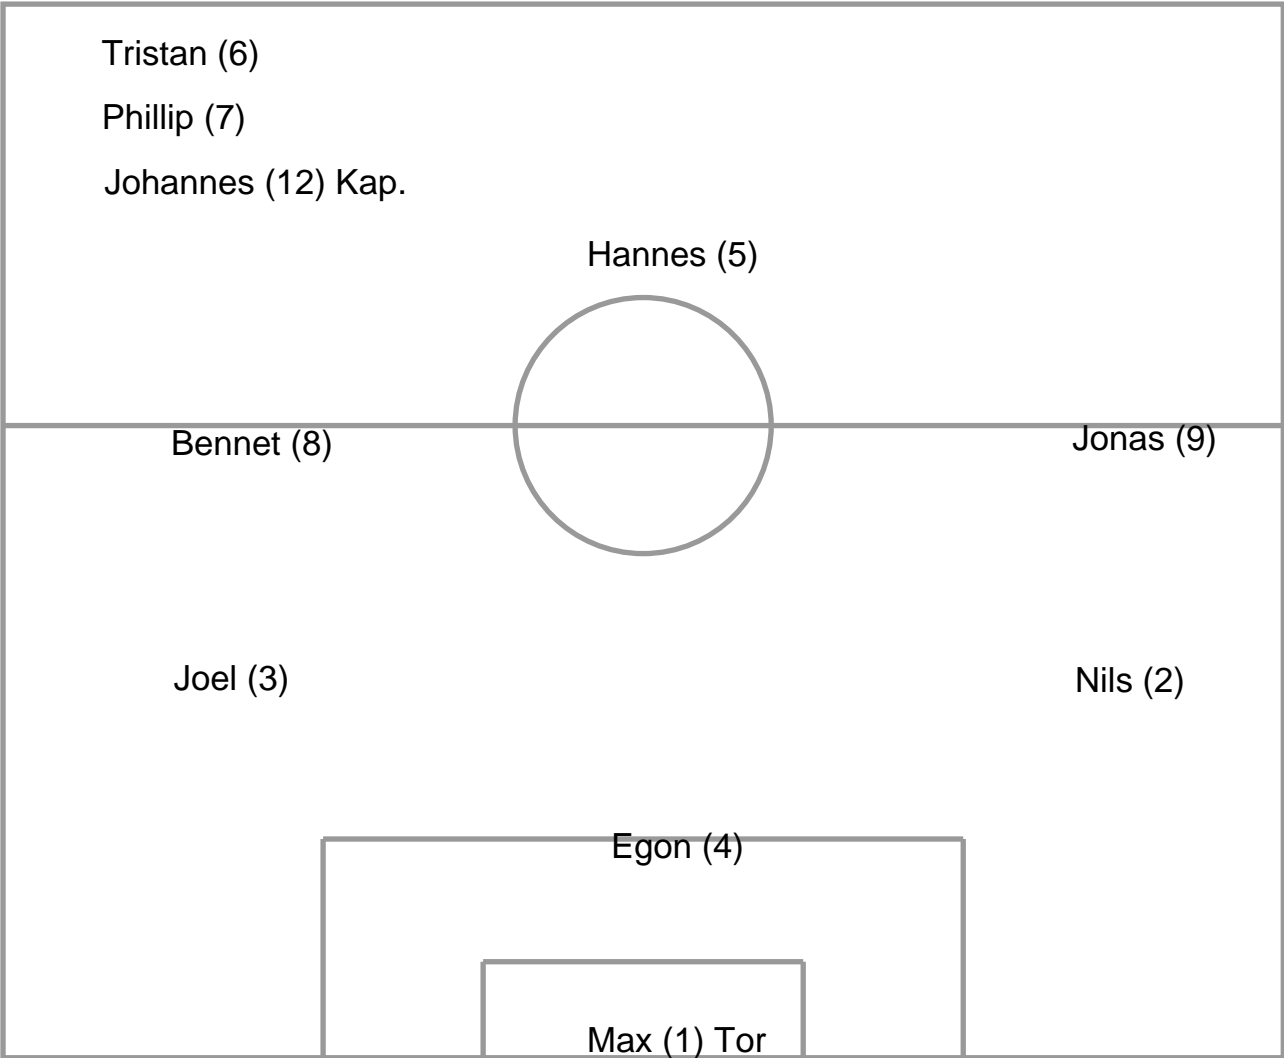 Tristan (6)
Phillip (7)
Johannes (12) Kap.
Hannes (5)
Bennet (8)
Jonas (9)
Joel (3)
Nils (2)
Egon (4)
Max (1) Tor